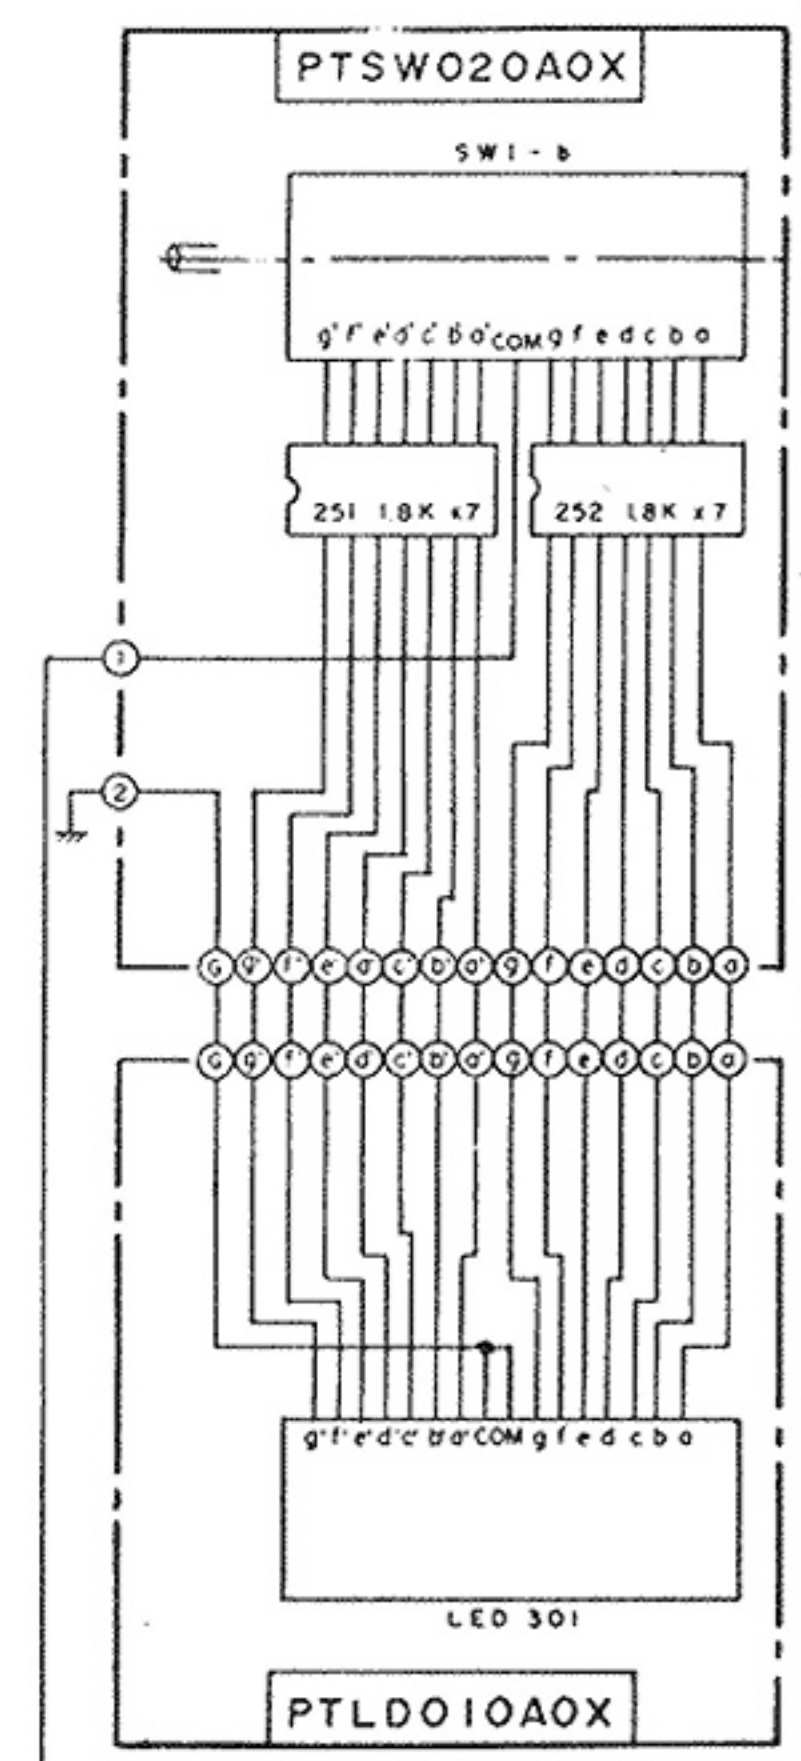 PTSW020A0X
SW1-b
g' f' e' d' c' b' a' COM g f e d c b a
251 1.8K x7 252 1.8K x7
1
2
G g' f' e' d' c' b' a' g f e d c b a
G g' f' e' d' c' b' a' g f e d c b a
g' f' e' d' c' b' a' COM g f e d c b a
LED 301
PTLD010A0X